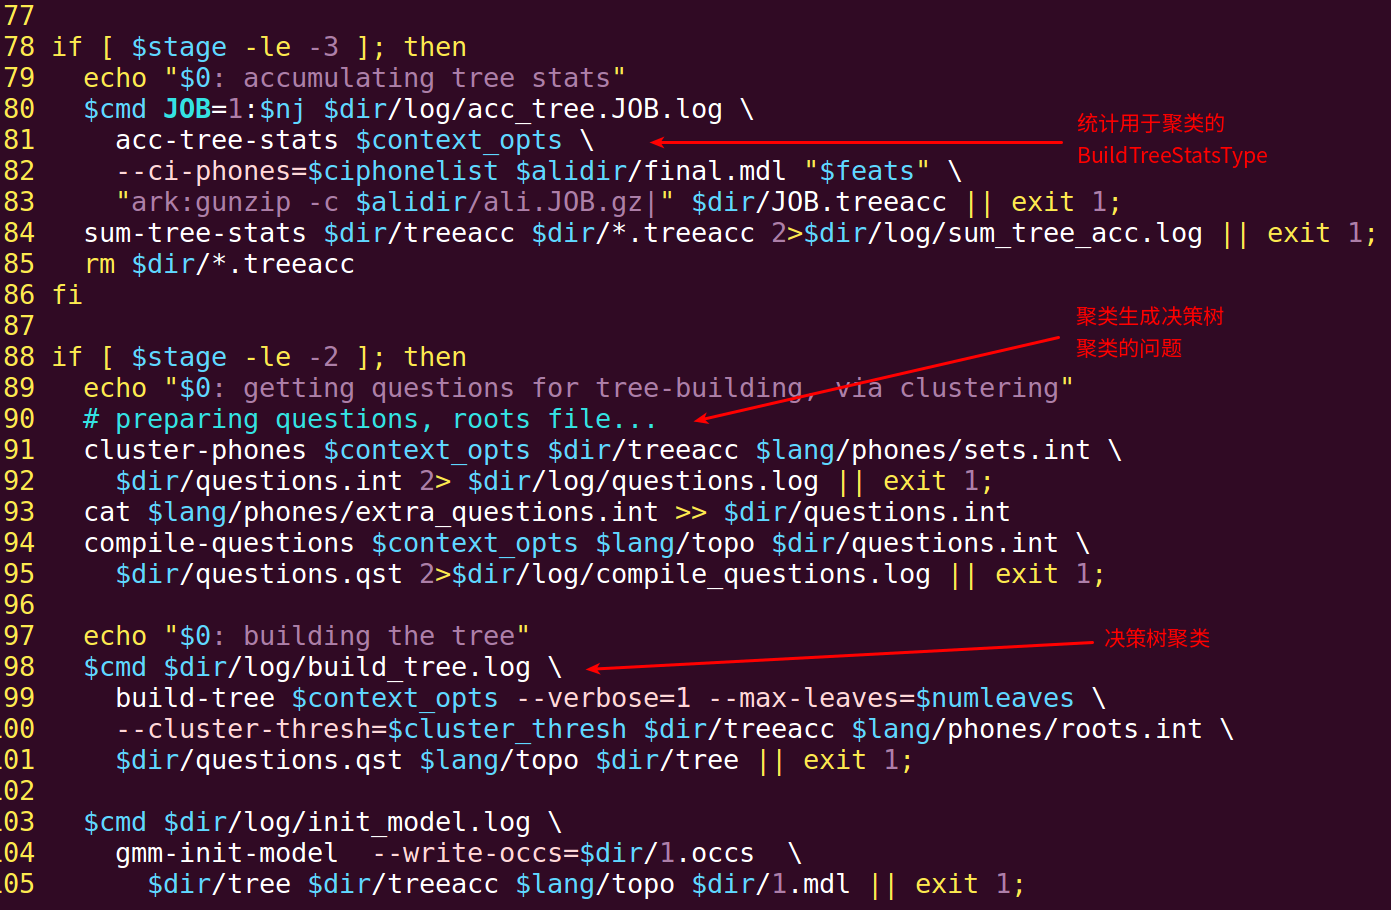 77
78 if [ $stage -le -3 ]; then
79   echo "$0: accumulating tree stats"
80   $cmd JOB=1:$nj $dir/log/acc_tree.JOB.log \
81     acc-tree-stats $context_opts \
统计用于聚类的
BuildTreeStatsType
82     --ci-phones=$ciphonelist $alidir/final.mdl "$feats" \
83     "ark:gunzip -c $alidir/ali.JOB.gz|" $dir/JOB.treeacc || exit 1;
84   sum-tree-stats $dir/treeacc $dir/*.treeacc 2>$dir/log/sum_tree_acc.log || exit 1;
85   rm $dir/*.treeacc
86 fi
87
聚类生成决策树
聚类的问题
88 if [ $stage -le -2 ]; then
89   echo "$0: getting questions for tree-building, via clustering"
90   # preparing questions, roots file...
91   cluster-phones $context_opts $dir/treeacc $lang/phones/sets.int \
92     $dir/questions.int 2> $dir/log/questions.log || exit 1;
93   cat $lang/phones/extra_questions.int >> $dir/questions.int
94   compile-questions $context_opts $lang/topo $dir/questions.int \
95     $dir/questions.qst 2>$dir/log/compile_questions.log || exit 1;
96
97   echo "$0: building the tree"
决策树聚类
98   $cmd $dir/log/build_tree.log \
99     build-tree $context_opts --verbose=1 --max-leaves=$numleaves \
00     --cluster-thresh=$cluster_thresh $dir/treeacc $lang/phones/roots.int \
01     $dir/questions.qst $lang/topo $dir/tree || exit 1;
02
03   $cmd $dir/log/init_model.log \
04     gmm-init-model  --write-occs=$dir/1.occs  \
05       $dir/tree $dir/treeacc $lang/topo $dir/1.mdl || exit 1;